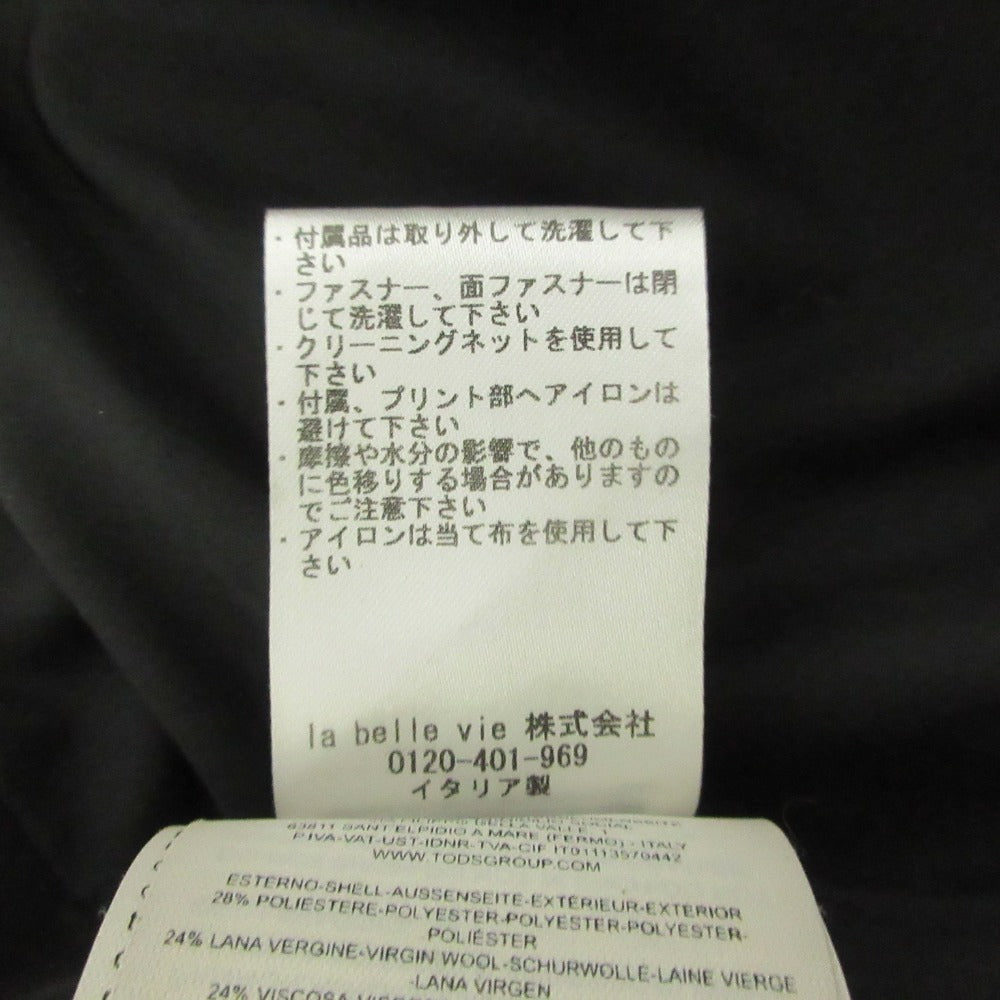 ・付属品は取り外して洗濯して下
さい
・ファスナー、面ファスナーは閉
じて洗濯して下さい
・クリーニングネットを使用して
下さい
・付属、プリント部へアイロンは
避けて下さい
・摩擦や水分の影響で、他のもの
に色移りする場合がありますの
でご注意下さい
・アイロンは当て布を使用して下
さい
la belle vie 株式会社
0120-401-969
イタリア製
DELLA VALLE, 1
63811 SANT ELPIDIO A MARE (FERMO) - ITALY
P.IVA-VAT-UST-IDNR-TVA-CIF IT01113570442
WWW.TODSGROUP.COM
ESTERNO-SHELL-AUSSENSEITE-EXTÉRIEUR-EXTERIOR
28% POLIESTERE-POLYESTER-POLYESTER-POLYESTER-
POLIÉSTER
24% LANA VERGINE-VIRGIN WOOL-SCHURWOLLE-LAINE VIERGE
-LANA VIRGEN
24% VISCOSA